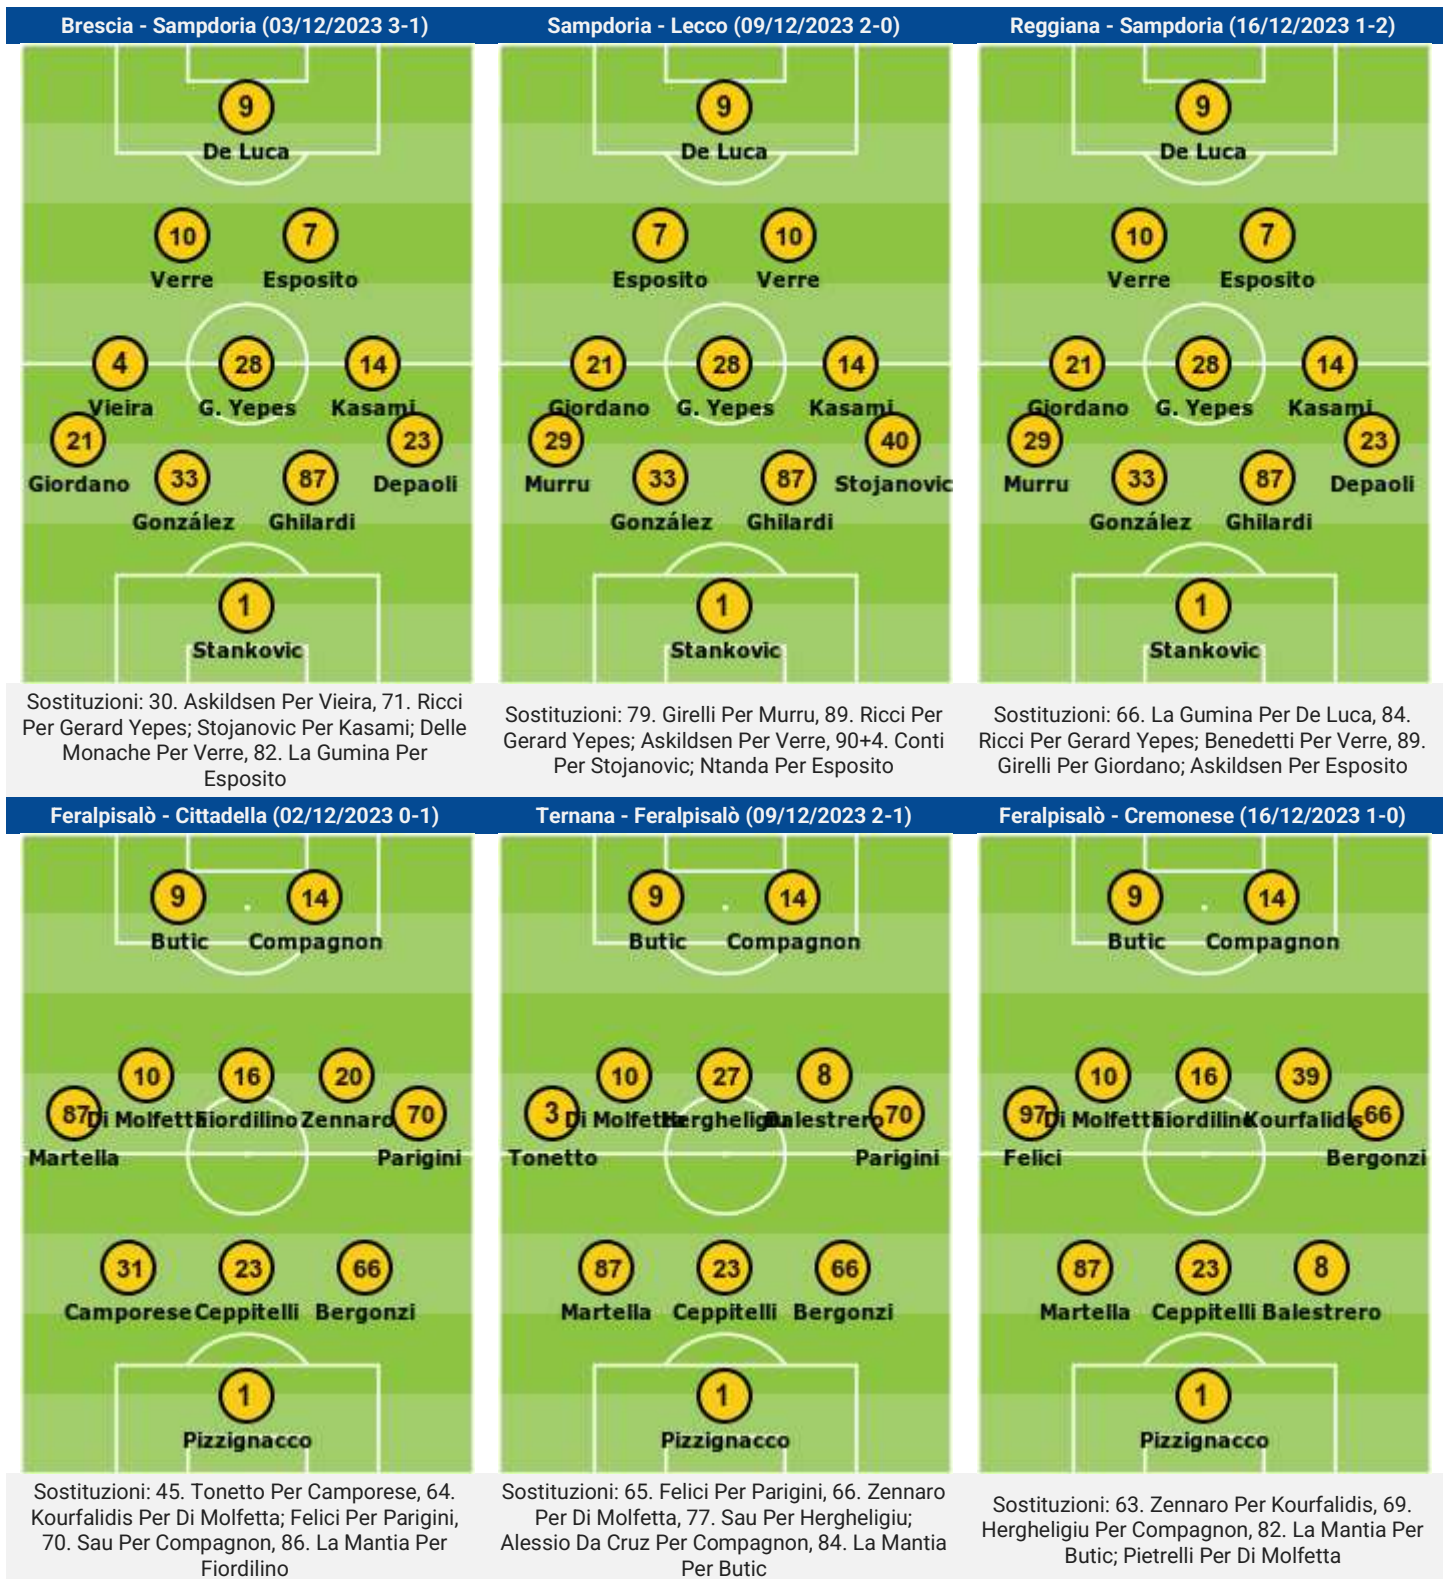 Brescia - Sampdoria (03/12/2023 3-1)
9
De Luca
10 7
Verre Esposito
4 28 14
Vieira G. Yepes Kasami
21 23
Giordano Depaoli
33 87
González Ghilardi
1
Stankovic
Sostituzioni: 30. Askildsen Per Vieira, 71. Ricci
Per Gerard Yepes; Stojanovic Per Kasami; Delle
Monache Per Verre, 82. La Gumina Per
Esposito
Sampdoria - Lecco (09/12/2023 2-0)
9
De Luca
7 10
Esposito Verre
21 28 14
Giordano G. Yepes Kasami
29 40
Murru Stojanovic
33 87
González Ghilardi
1
Stankovic
Sostituzioni: 79. Girelli Per Murru, 89. Ricci Per
Gerard Yepes; Askildsen Per Verre, 90+4. Conti
Per Stojanovic; Ntanda Per Esposito
Reggiana - Sampdoria (16/12/2023 1-2)
9
De Luca
10 7
Verre Esposito
21 28 14
Giordano G. Yepes Kasami
29 23
Murru Depaoli
33 87
González Ghilardi
1
Stankovic
Sostituzioni: 66. La Gumina Per De Luca, 84.
Ricci Per Gerard Yepes; Benedetti Per Verre, 89.
Girelli Per Giordano; Askildsen Per Esposito
Feralpisalò - Cittadella (02/12/2023 0-1)
9 14
Butic Compagnon
10 16 20
87 Di Molfetta Fiordilino Zennaro 70
Martella Parigini
31 23 66
Camporese Ceppitelli Bergonzi
1
Pizzignacco
Sostituzioni: 45. Tonetto Per Camporese, 64.
Kourfalidis Per Di Molfetta; Felici Per Parigini,
70. Sau Per Compagnon, 86. La Mantia Per
Fiordilino
Ternana - Feralpisalò (09/12/2023 2-1)
9 14
Butic Compagnon
10 27 8
3 Di Molfetta Hergheligiu Balestrero 70
Tonetto Parigini
87 23 66
Martella Ceppitelli Bergonzi
1
Pizzignacco
Sostituzioni: 65. Felici Per Parigini, 66. Zennaro
Per Di Molfetta, 77. Sau Per Hergheligiu;
Alessio Da Cruz Per Compagnon, 84. La Mantia
Per Butic
Feralpisalò - Cremonese (16/12/2023 1-0)
9 14
Butic Compagnon
10 16 39
97 Di Molfetta Fiordilino Kourfalidis 66
Felici Bergonzi
87 23 8
Martella Ceppitelli Balestrero
1
Pizzignacco
Sostituzioni: 63. Zennaro Per Kourfalidis, 69.
Hergheligiu Per Compagnon, 82. La Mantia Per
Butic; Pietrelli Per Di Molfetta